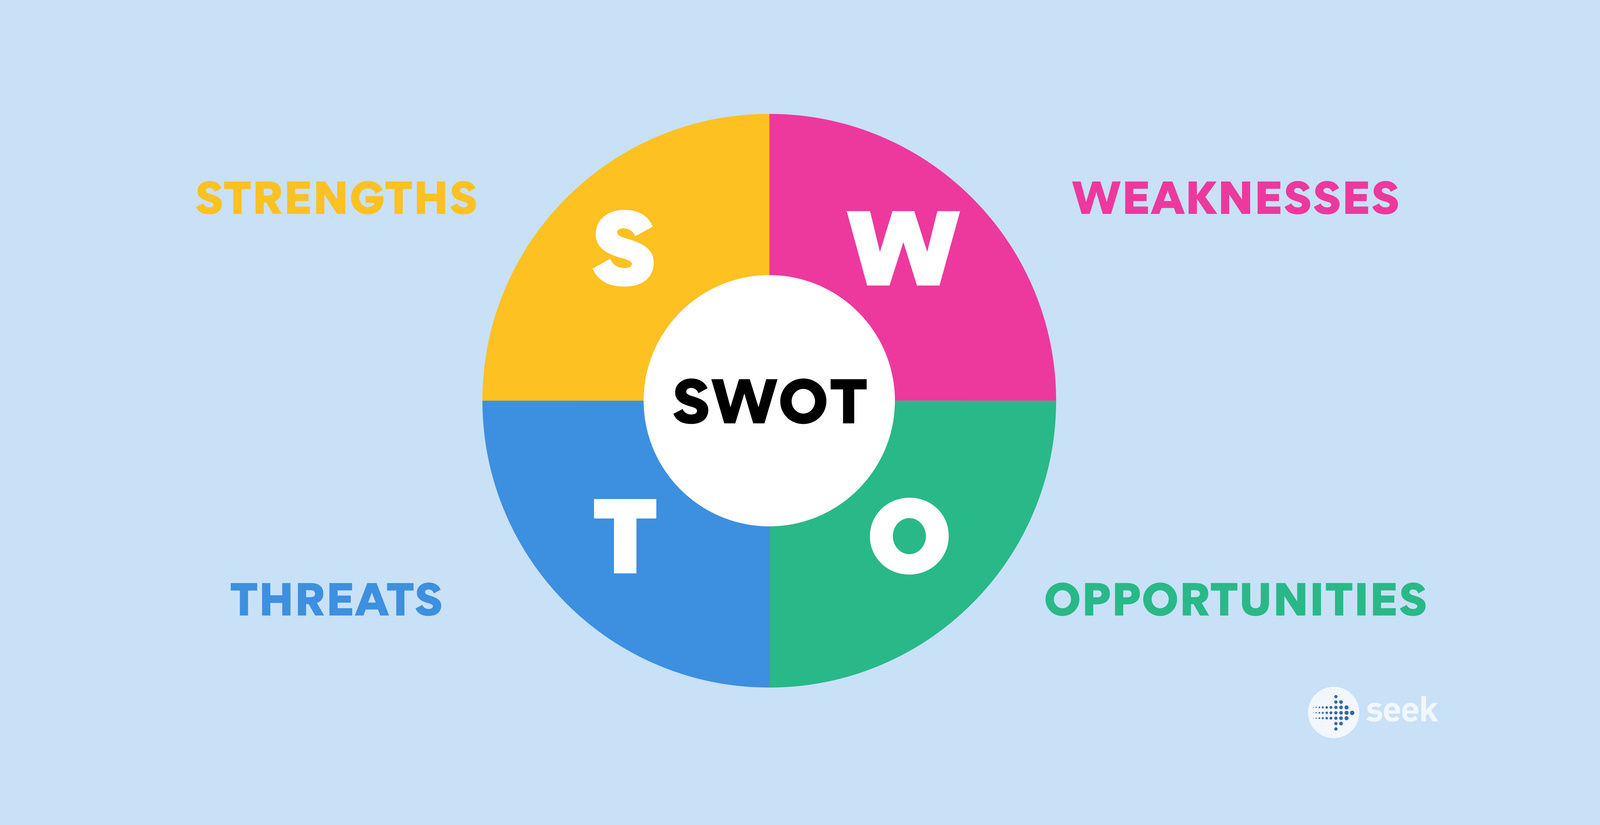 STRENGTHS
WEAKNESSES
S
W
SWOT
T
O
THREATS
OPPORTUNITIES
seek